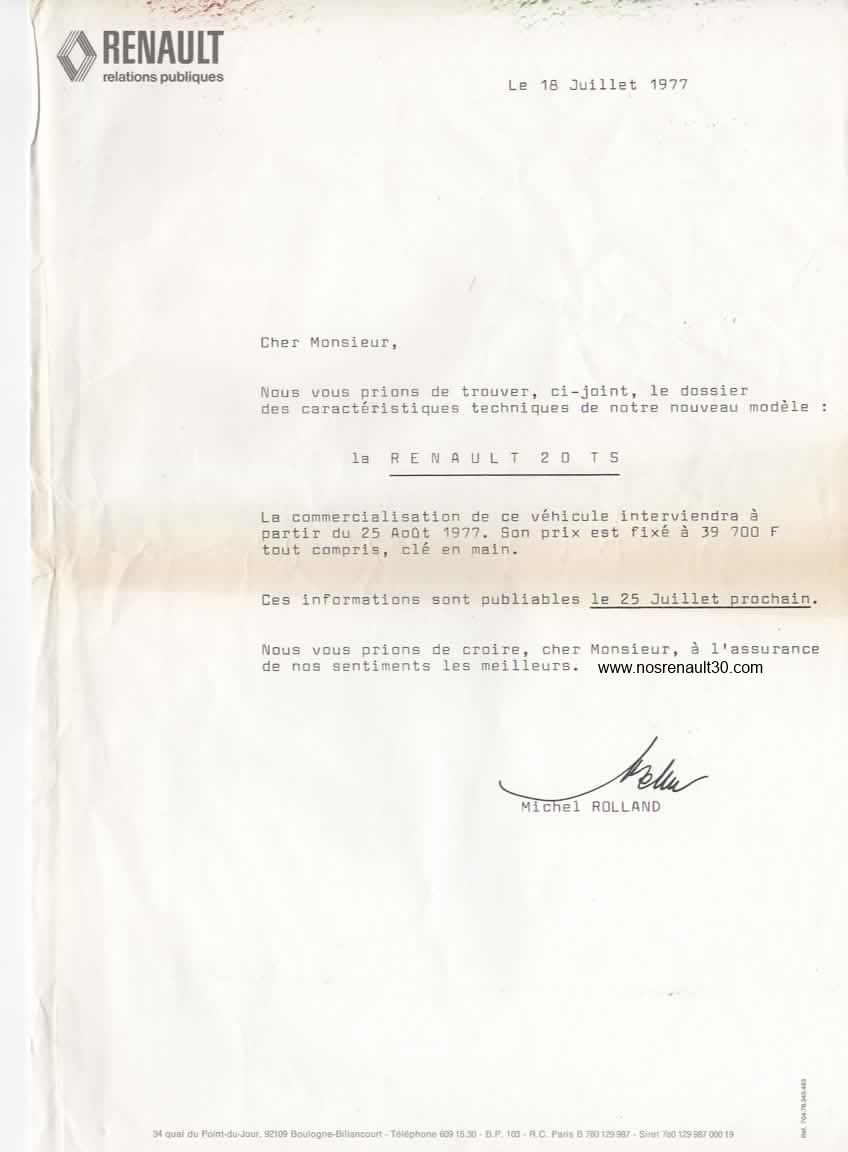 RENAULT
relations publiques
Le 18 Juillet 1977
Cher Monsieur,
Nous vous prions de trouver, ci-joint, le dossier
des caractéristiques techniques de notre nouveau modèle :
la R E N A U L T 2 0 T S
La commercialisation de ce véhicule interviendra à
partir du 25 Août 1977. Son prix est fixé à 39 700 F
tout compris, clé en main.
Ces informations sont publiables le 25 Juillet prochain.
Nous vous prions de croire, cher Monsieur, à l'assurance
de nos sentiments les meilleurs. www.nosrenault30.com
Michel ROLLAND
34 quai du Point-du-Jour, 92109 Boulogne-Billancourt - Téléphone 609 15.30 - B.P. 103 - R.C. Paris B 780 129 987 - Siret 780 129 987 000 19